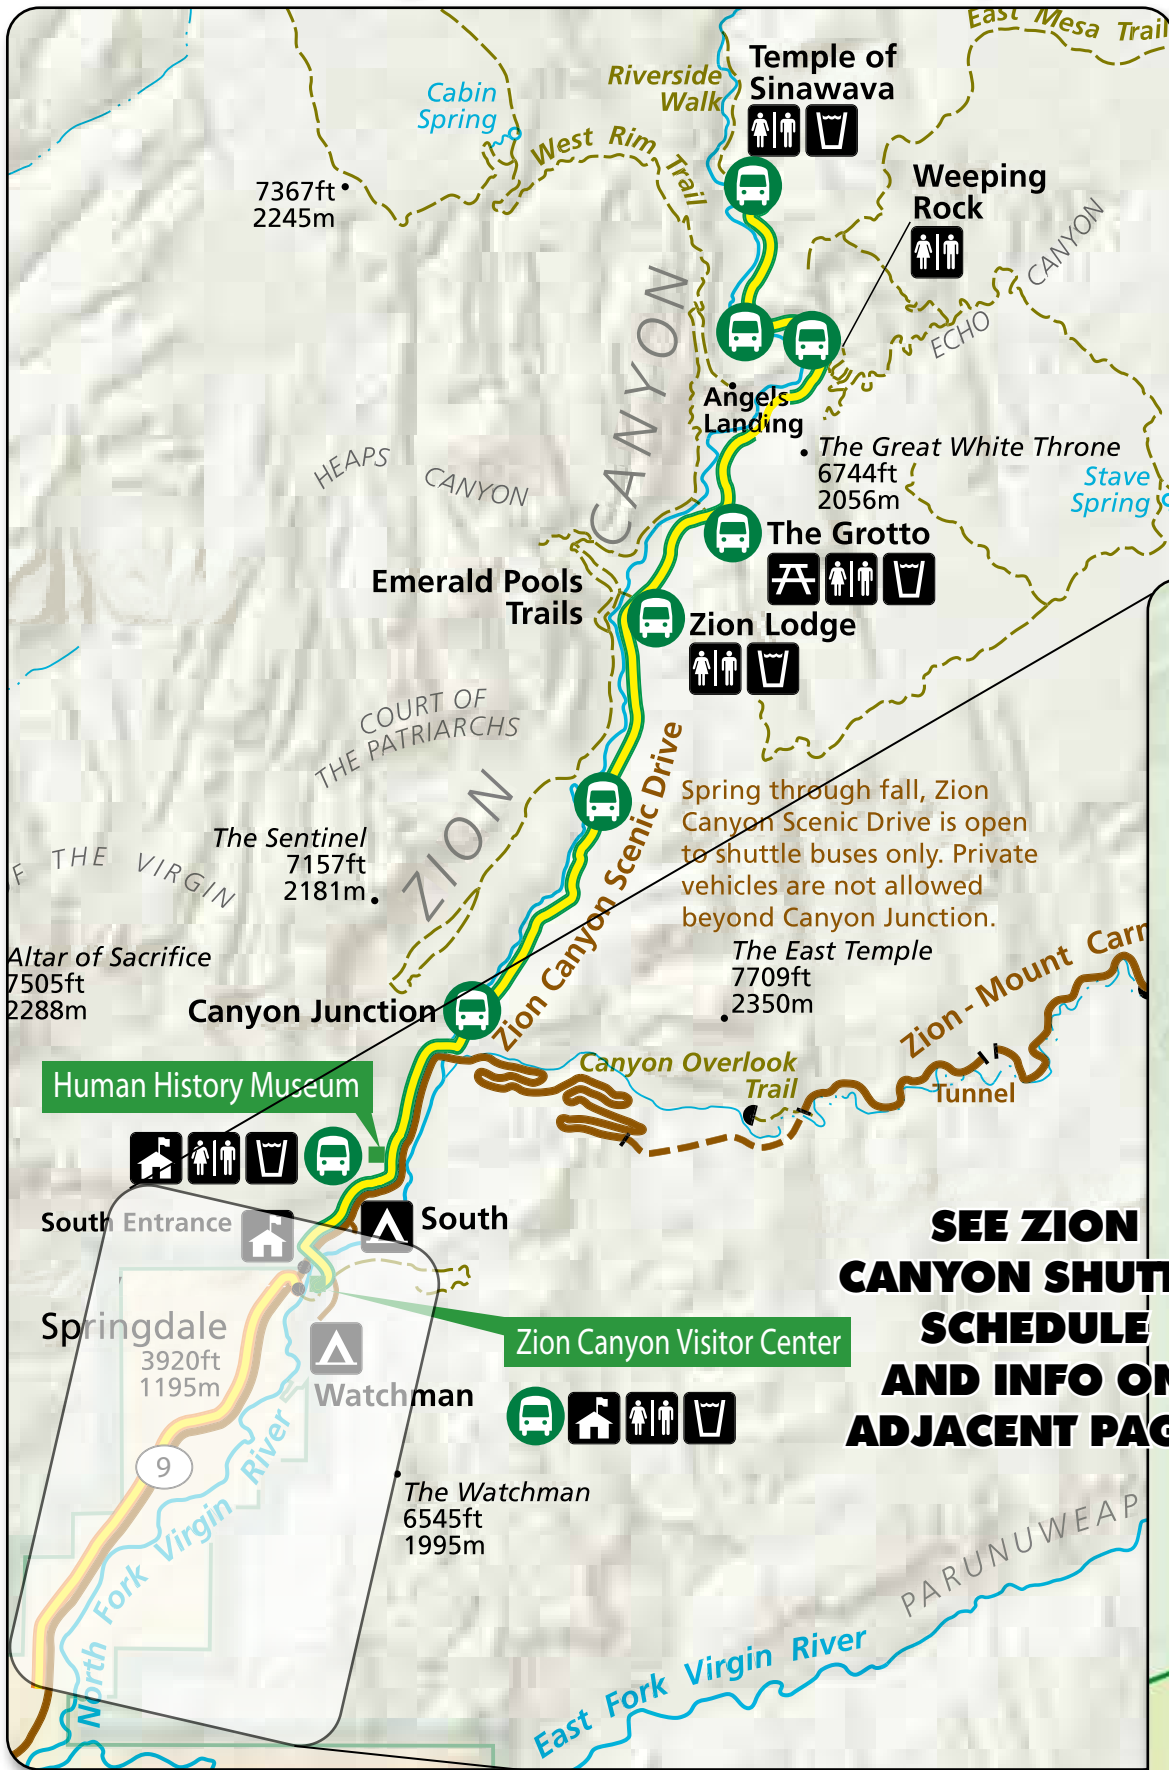 East Mesa Trail
Temple of
Sinawava
Riverside
Walk
Cabin
Spring
West Rim Trail
Weeping
Rock
7367ft
2245m
CANYON
ECHO
CANYON
Angels
Landing
The Great White Throne
6744ft
2056m
HEAPS
CANYON
Stave
Spring
The Grotto
Emerald Pools
Trails
Zion Lodge
COURT OF
THE PATRIARCHS
Zion Canyon Scenic Drive
ZION
Spring through fall, Zion
Canyon Scenic Drive is open
to shuttle buses only. Private
vehicles are not allowed
beyond Canyon Junction.
The Sentinel
7157ft
2181m
OF THE VIRGIN
Altar of Sacrifice
7505ft
2288m
The East Temple
7709ft
2350m
Zion - Mount Carm
Canyon Junction
Canyon Overlook
Trail
Tunnel
Human History Museum
South Entrance
South
SEE ZION
CANYON SHUTT
SCHEDULE
AND INFO ON
ADJACENT PAG
Springdale
3920ft
1195m
Zion Canyon Visitor Center
Watchman
9
The Watchman
6545ft
1995m
North Fork Virgin River
PARUNUWEAP
East Fork Virgin River